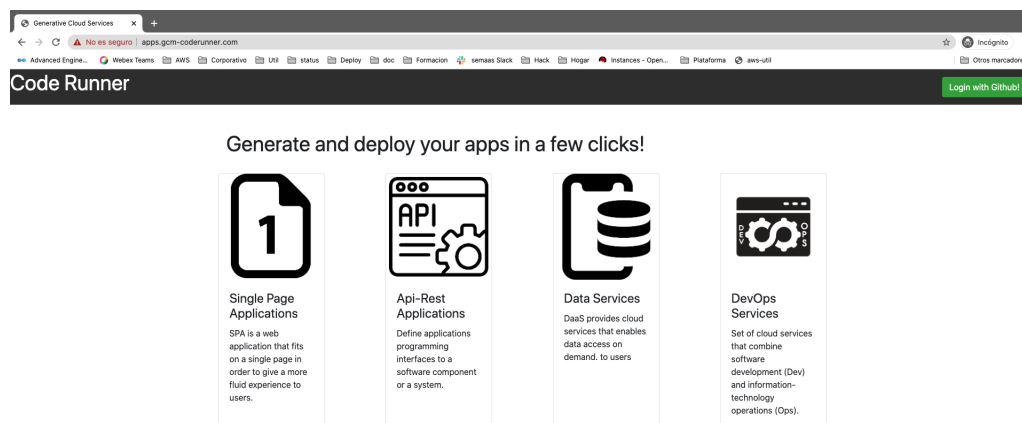 Generative Cloud Services
No es seguro apps.gcm-coderunner.com
Incógnito
Advanced Engine... Webex Teams AWS Corporativo Util status Deploy doc Formacion semaas Slack Hack Hogar Instances - Open... Plataforma aws-util Otros marcadore
Code Runner
Login with Github!
Generate and deploy your apps in a few clicks!
1
API
DEV
OPS
Single Page
Applications
SPA is a web
application that fits
on a single page in
order to give a more
fluid experience to
users.
Api-Rest
Applications
Define applications
programming
interfaces to a
software component
or a system.
Data Services
DaaS provides cloud
services that enables
data access on
demand. to users
DevOps
Services
Set of cloud services
that combine
software
development (Dev)
and information-
technology
operations (Ops).